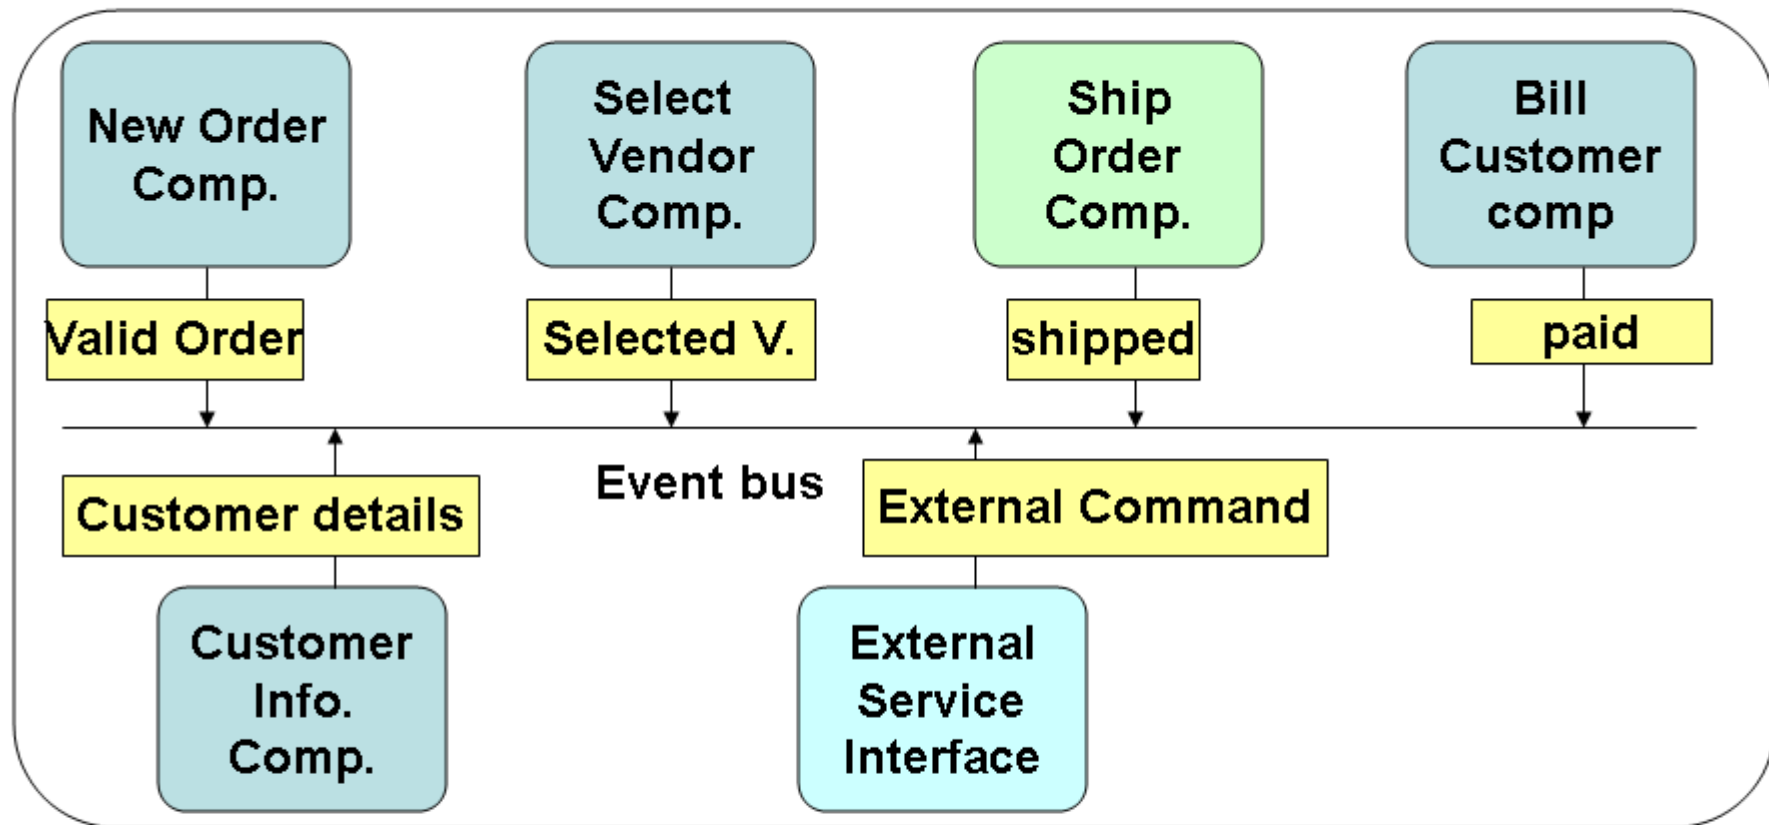 New Order
Comp.
Select
Vendor
Comp.
Ship
Order
Comp.
Bill
Customer
comp
Valid Order
Selected V.
shipped
paid
Customer details
Event bus
External Command
Customer
Info.
Comp.
External
Service
Interface